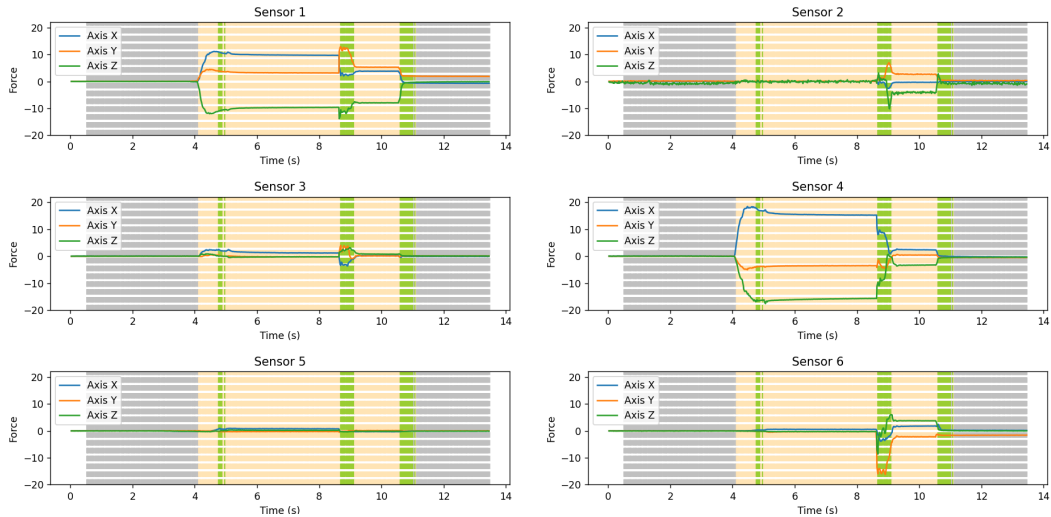 Sensor 1
Axis X
Axis Y
Axis Z
Force
20
10
0
−10
−20
0 2 4 6 8 10 12 14
Time (s)
Sensor 2
Axis X
Axis Y
Axis Z
Force
20
10
0
−10
−20
0 2 4 6 8 10 12 14
Time (s)
Sensor 3
Axis X
Axis Y
Axis Z
Force
20
10
0
−10
−20
0 2 4 6 8 10 12 14
Time (s)
Sensor 4
Axis X
Axis Y
Axis Z
Force
20
10
0
−10
−20
0 2 4 6 8 10 12 14
Time (s)
Sensor 5
Axis X
Axis Y
Axis Z
Force
20
10
0
−10
−20
0 2 4 6 8 10 12 14
Time (s)
Sensor 6
Axis X
Axis Y
Axis Z
Force
20
10
0
−10
−20
0 2 4 6 8 10 12 14
Time (s)